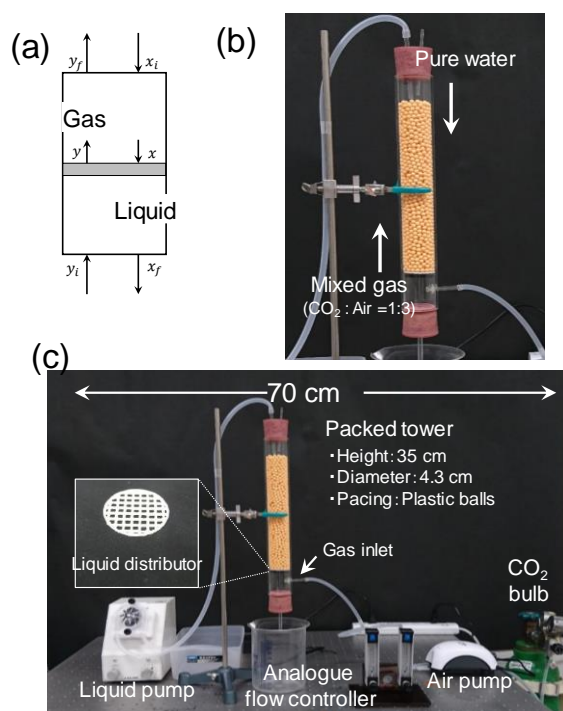 (a)
y_f
x_i
Gas
y
x
Liquid
y_i
x_f
(b)
Pure water
Mixed gas
(CO₂ : Air =1:3)
(c)
70 cm
Packed tower
・Height: 35 cm
・Diameter: 4.3 cm
・Pacing: Plastic balls
Gas inlet
Liquid distributor
CO₂
bulb
Liquid pump
Analogue
flow controller
Air pump